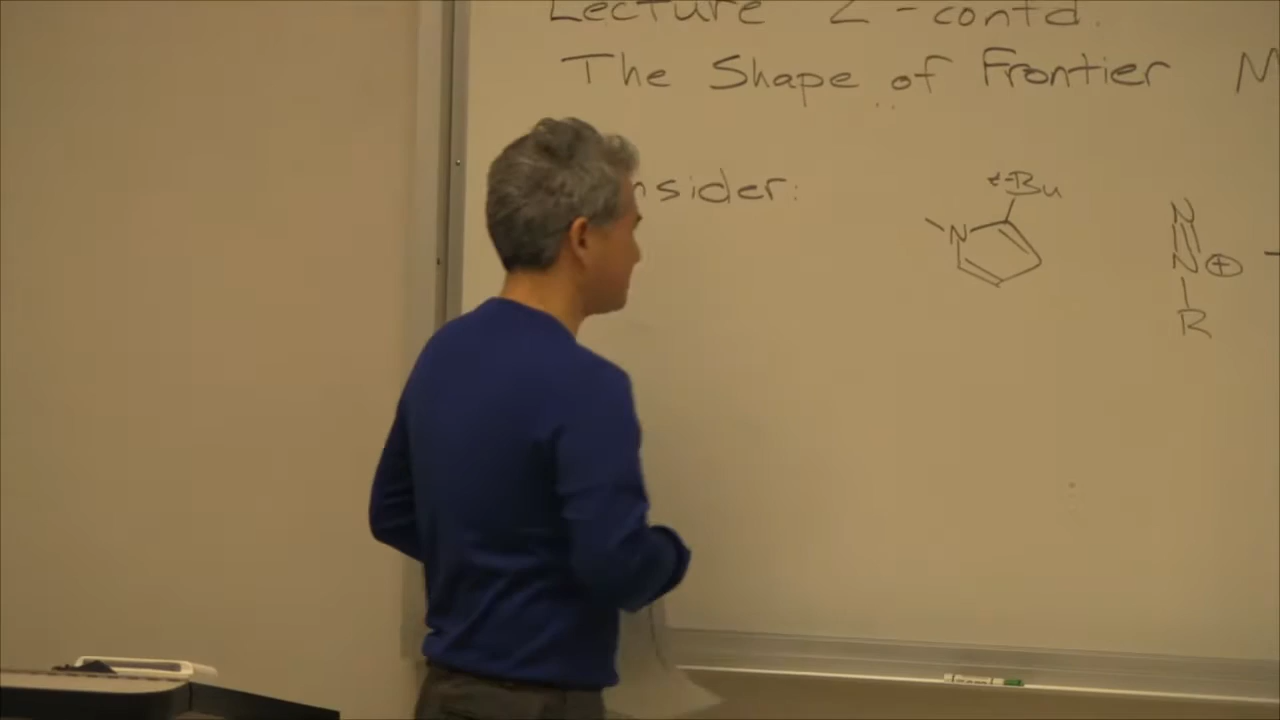 Lecture 2 - contd.
The Shape of Frontier M
nsider:
t-Bu
N
N
N
+
R